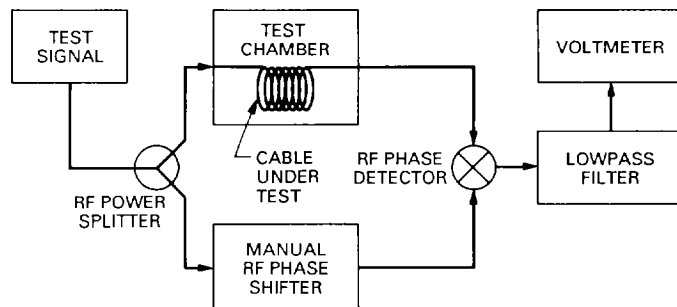 TEST
SIGNAL
TEST
CHAMBER
VOLTMETER
CABLE
UNDER
TEST
RF PHASE
DETECTOR
LOWPASS
FILTER
RF POWER
SPLITTER
MANUAL
RF PHASE
SHIFTER